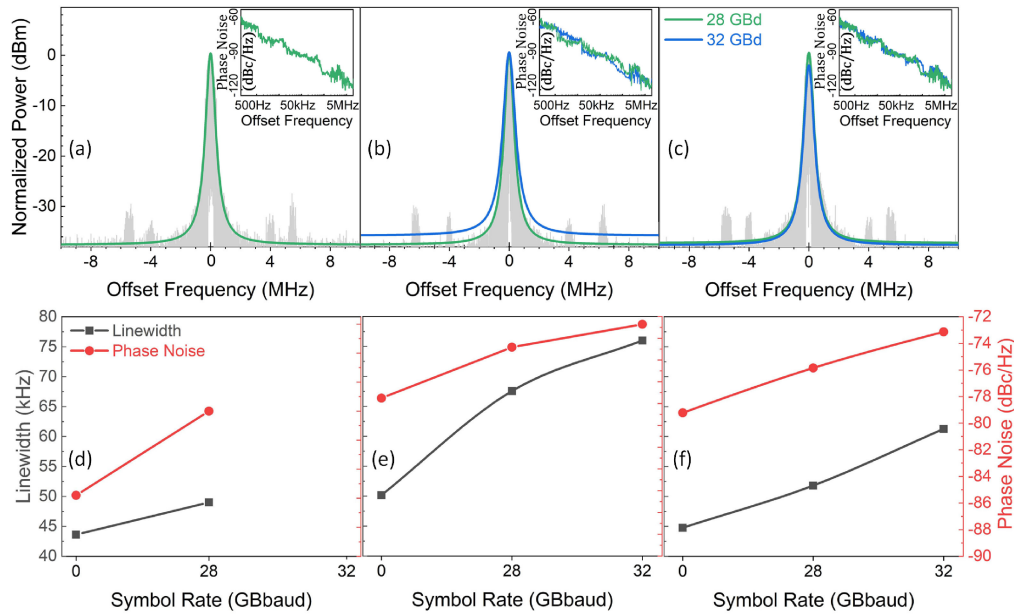 Normalized Power (dBm)
0
-10
-20
-30
(a)
Phase Noise
(dBc/Hz)
-60
-90
-120
500Hz 50kHz 5MHz
Offset Frequency
-8 -4 0 4 8
Offset Frequency (MHz)
(b)
Phase Noise
(dBc/Hz)
-60
-90
-120
500Hz 50kHz 5MHz
Offset Frequency
-8 -4 0 4 8
Offset Frequency (MHz)
28 GBd
32 GBd
(c)
Phase Noise
(dBc/Hz)
-60
-90
-120
500Hz 50kHz 5MHz
Offset Frequency
-8 -4 0 4 8
Offset Frequency (MHz)
Linewidth (kHz)
80
75
70
65
60
55
50
45
40
Linewidth
Phase Noise
(d)
0 28 32
Symbol Rate (GBbaud)
(e)
0 28 32
Symbol Rate (GBbaud)
(f)
0 28 32
Symbol Rate (GBbaud)
-72
-74
-76
-78
-80
-82
-84
-86
-88
-90
Phase Noise (dBc/Hz)